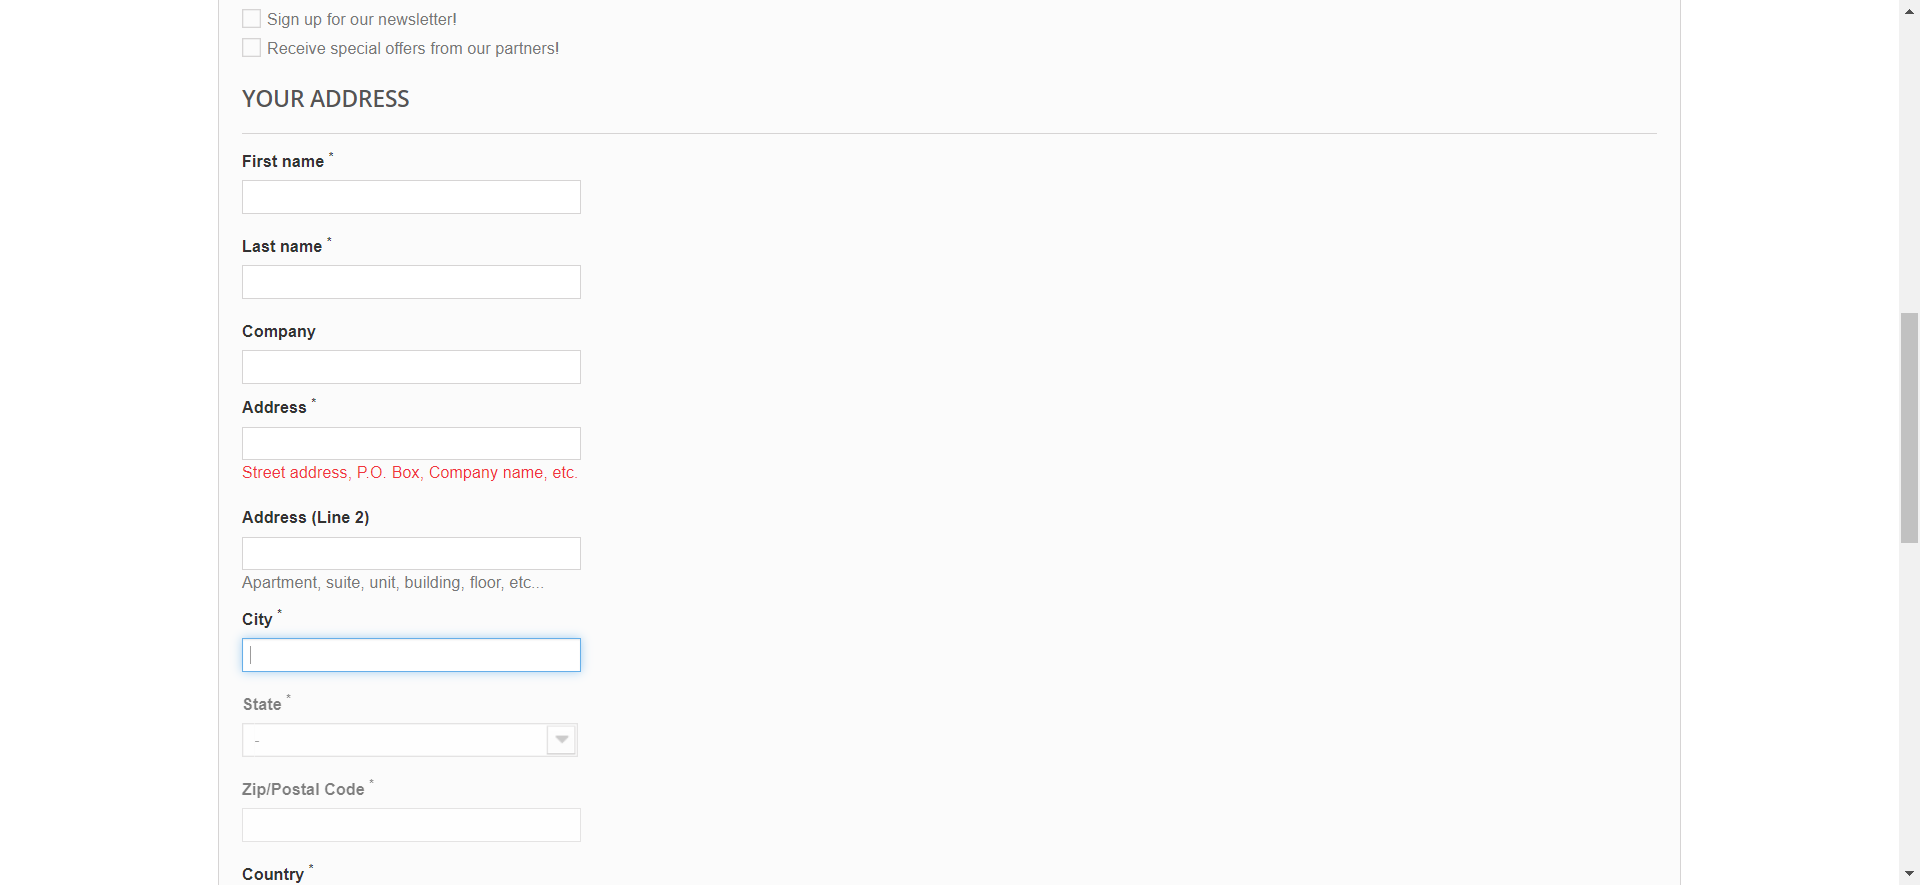 Sign up for our newsletter!
Receive special offers from our partners!
YOUR ADDRESS
First name *
Last name *
Company
Address *
Street address, P.O. Box, Company name, etc.
Address (Line 2)
Apartment, suite, unit, building, floor, etc...
City *
State *
-
Zip/Postal Code *
Country *